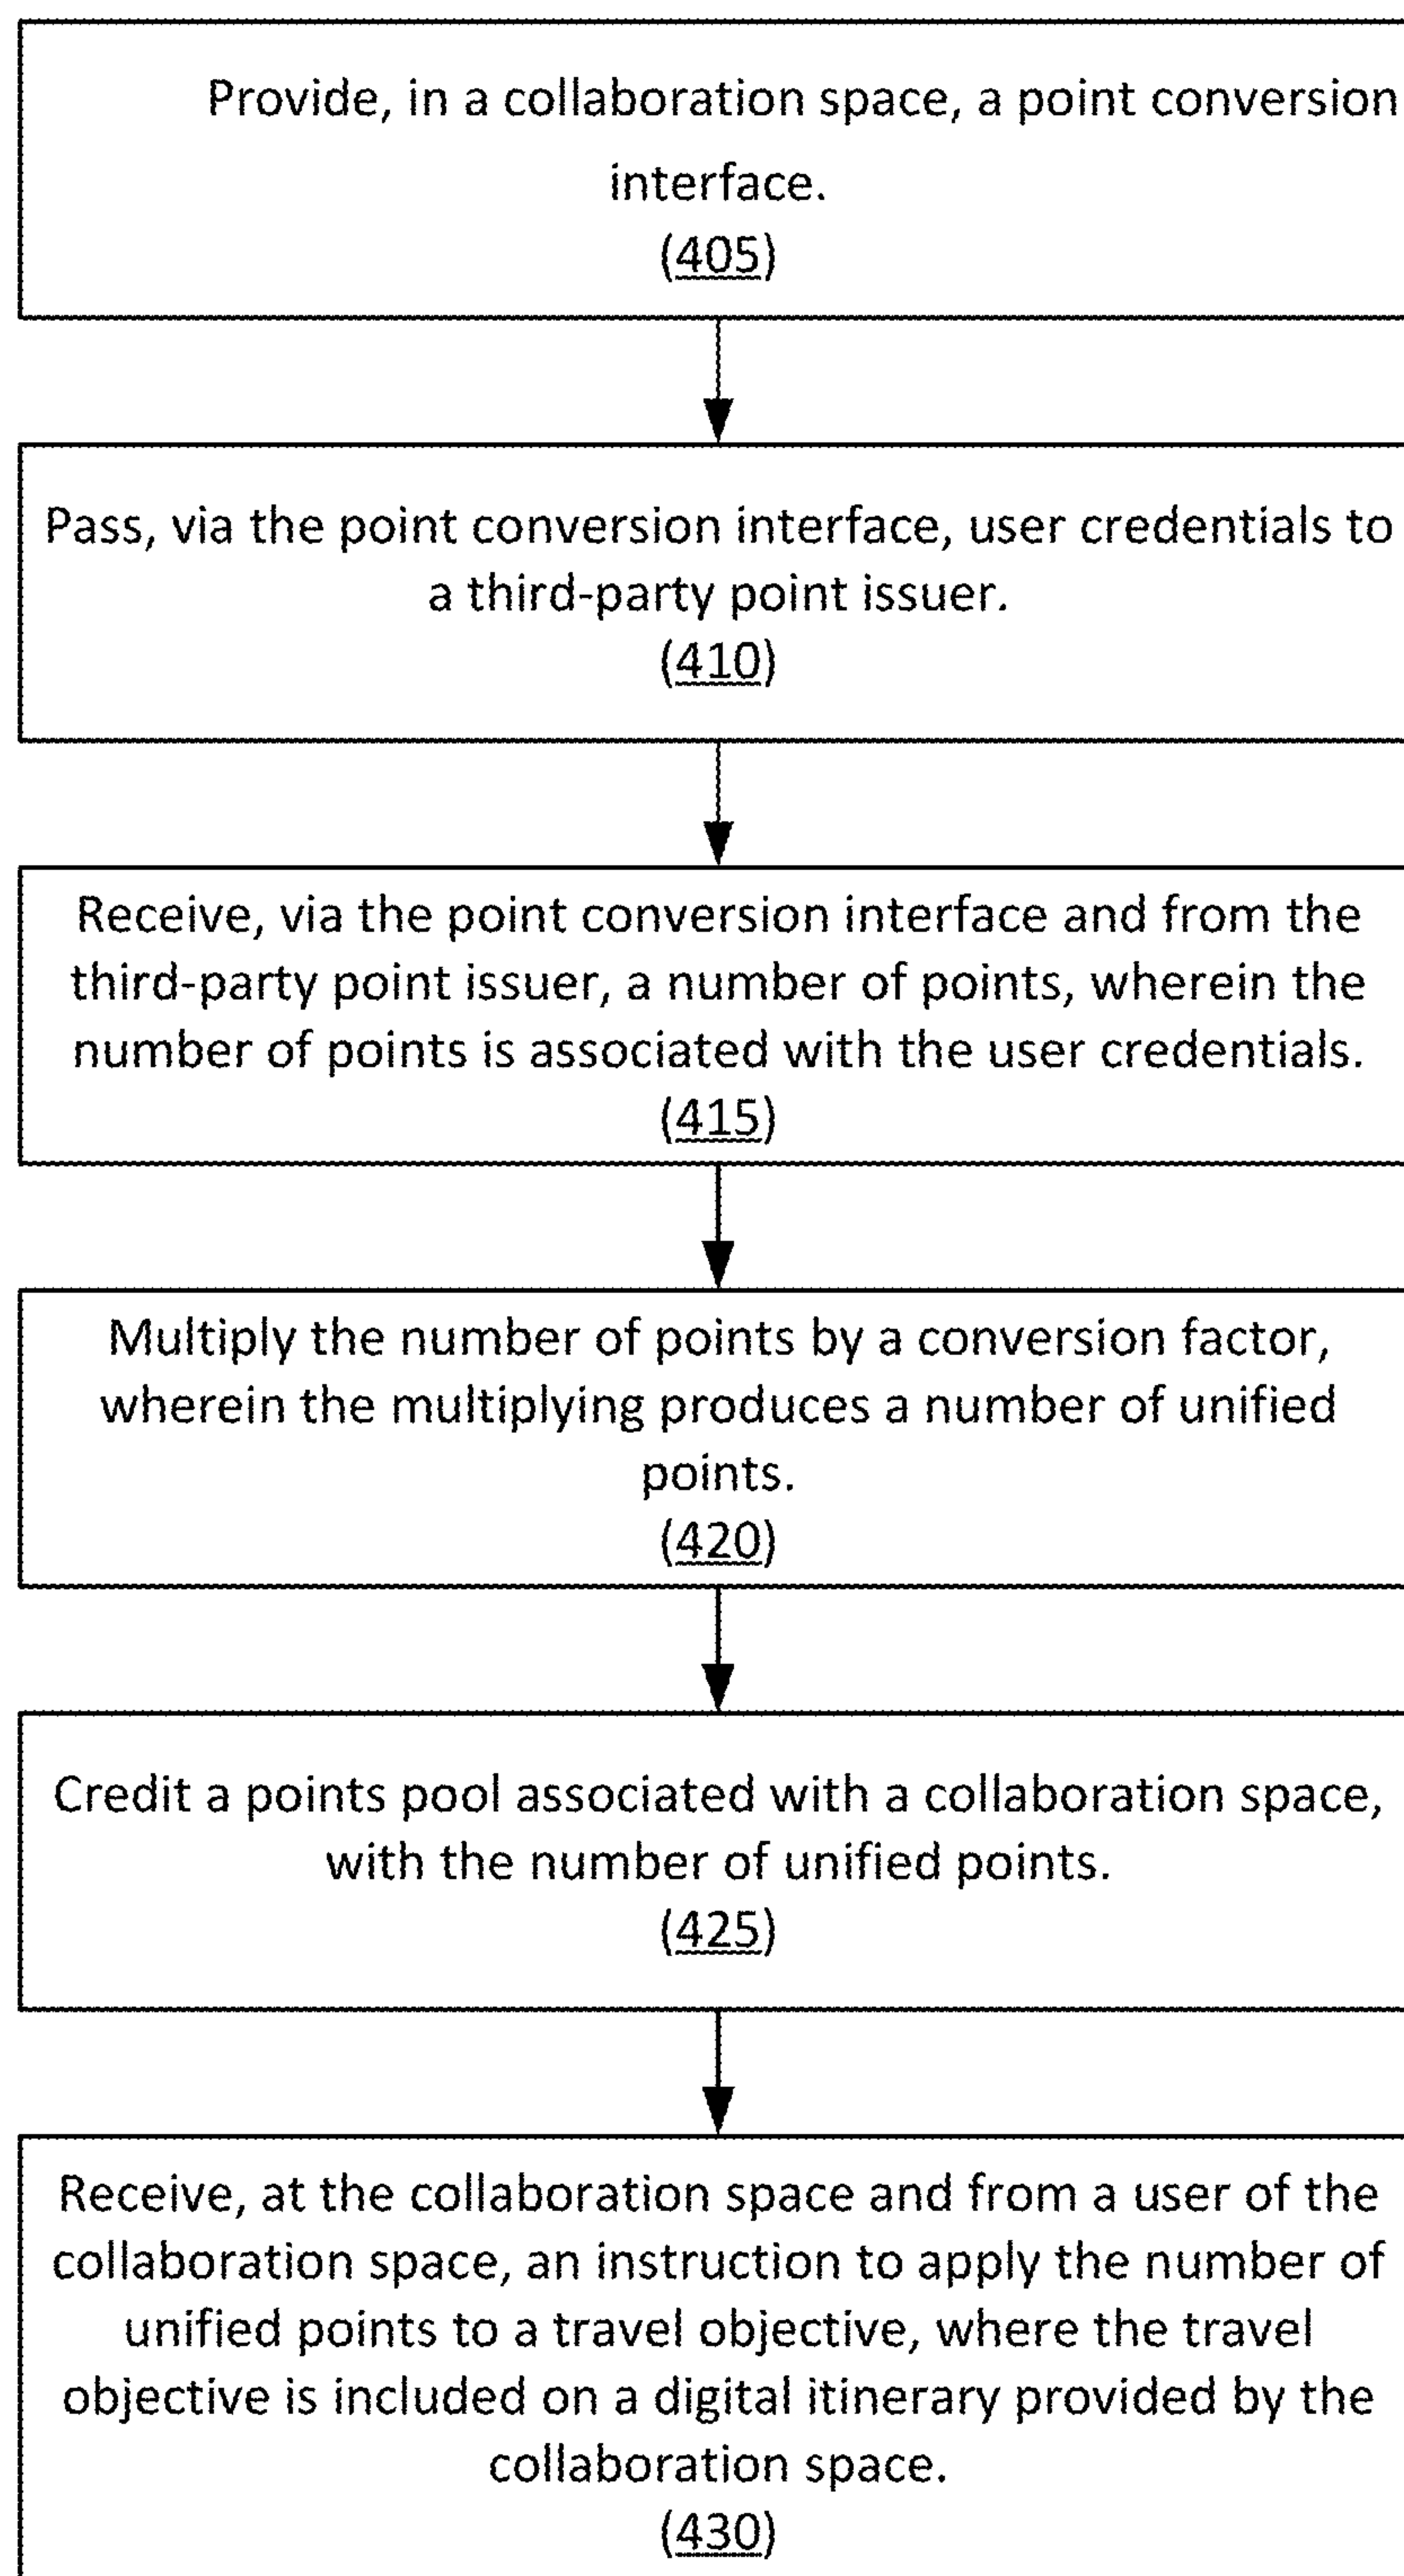 Provide, in a collaboration space, a point conversion
interface.
(405)
Pass, via the point conversion interface, user credentials to
a third-party point issuer.
(410)
Receive, via the point conversion interface and from the
third-party point issuer, a number of points, wherein the
number of points is associated with the user credentials.
(415)
Multiply the number of points by a conversion factor,
wherein the multiplying produces a number of unified
points.
(420)
Credit a points pool associated with a collaboration space,
with the number of unified points.
(425)
Receive, at the collaboration space and from a user of the
collaboration space, an instruction to apply the number of
unified points to a travel objective, where the travel
objective is included on a digital itinerary provided by the
collaboration space.
(430)